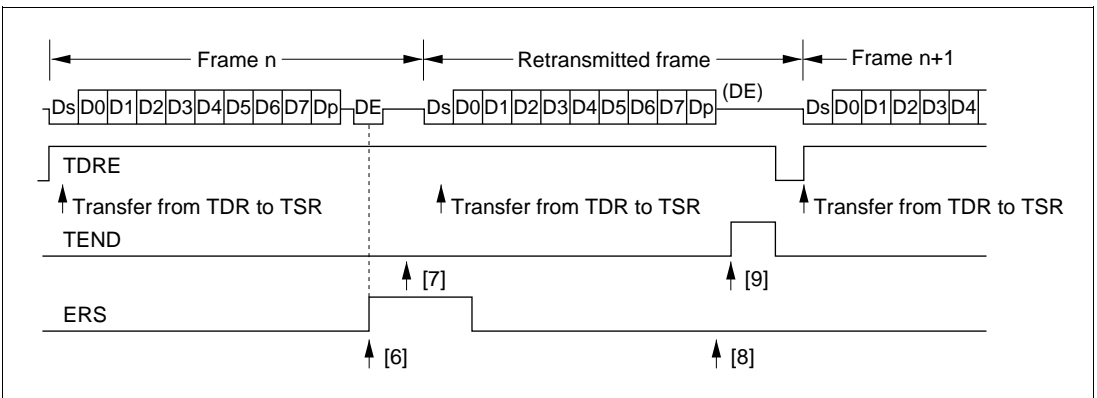 Frame n Retransmitted frame Frame n+1
Ds D0 D1 D2 D3 D4 D5 D6 D7 Dp DE Ds D0 D1 D2 D3 D4 D5 D6 D7 Dp (DE) Ds D0 D1 D2 D3 D4
TDRE
Transfer from TDR to TSR Transfer from TDR to TSR Transfer from TDR to TSR
TEND
[7] [9]
ERS
[6] [8]